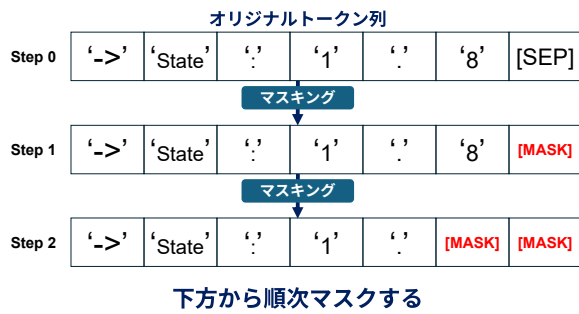 オリジナルトークン列
Step 0 ‘->’ ‘State’ ‘:’ ‘1’ ‘.’ ‘8’ [SEP]
マスキング
Step 1 ‘->’ ‘State’ ‘:’ ‘1’ ‘.’ ‘8’ [MASK]
マスキング
Step 2 ‘->’ ‘State’ ‘:’ ‘1’ ‘.’ [MASK] [MASK]
下方から順次マスクする